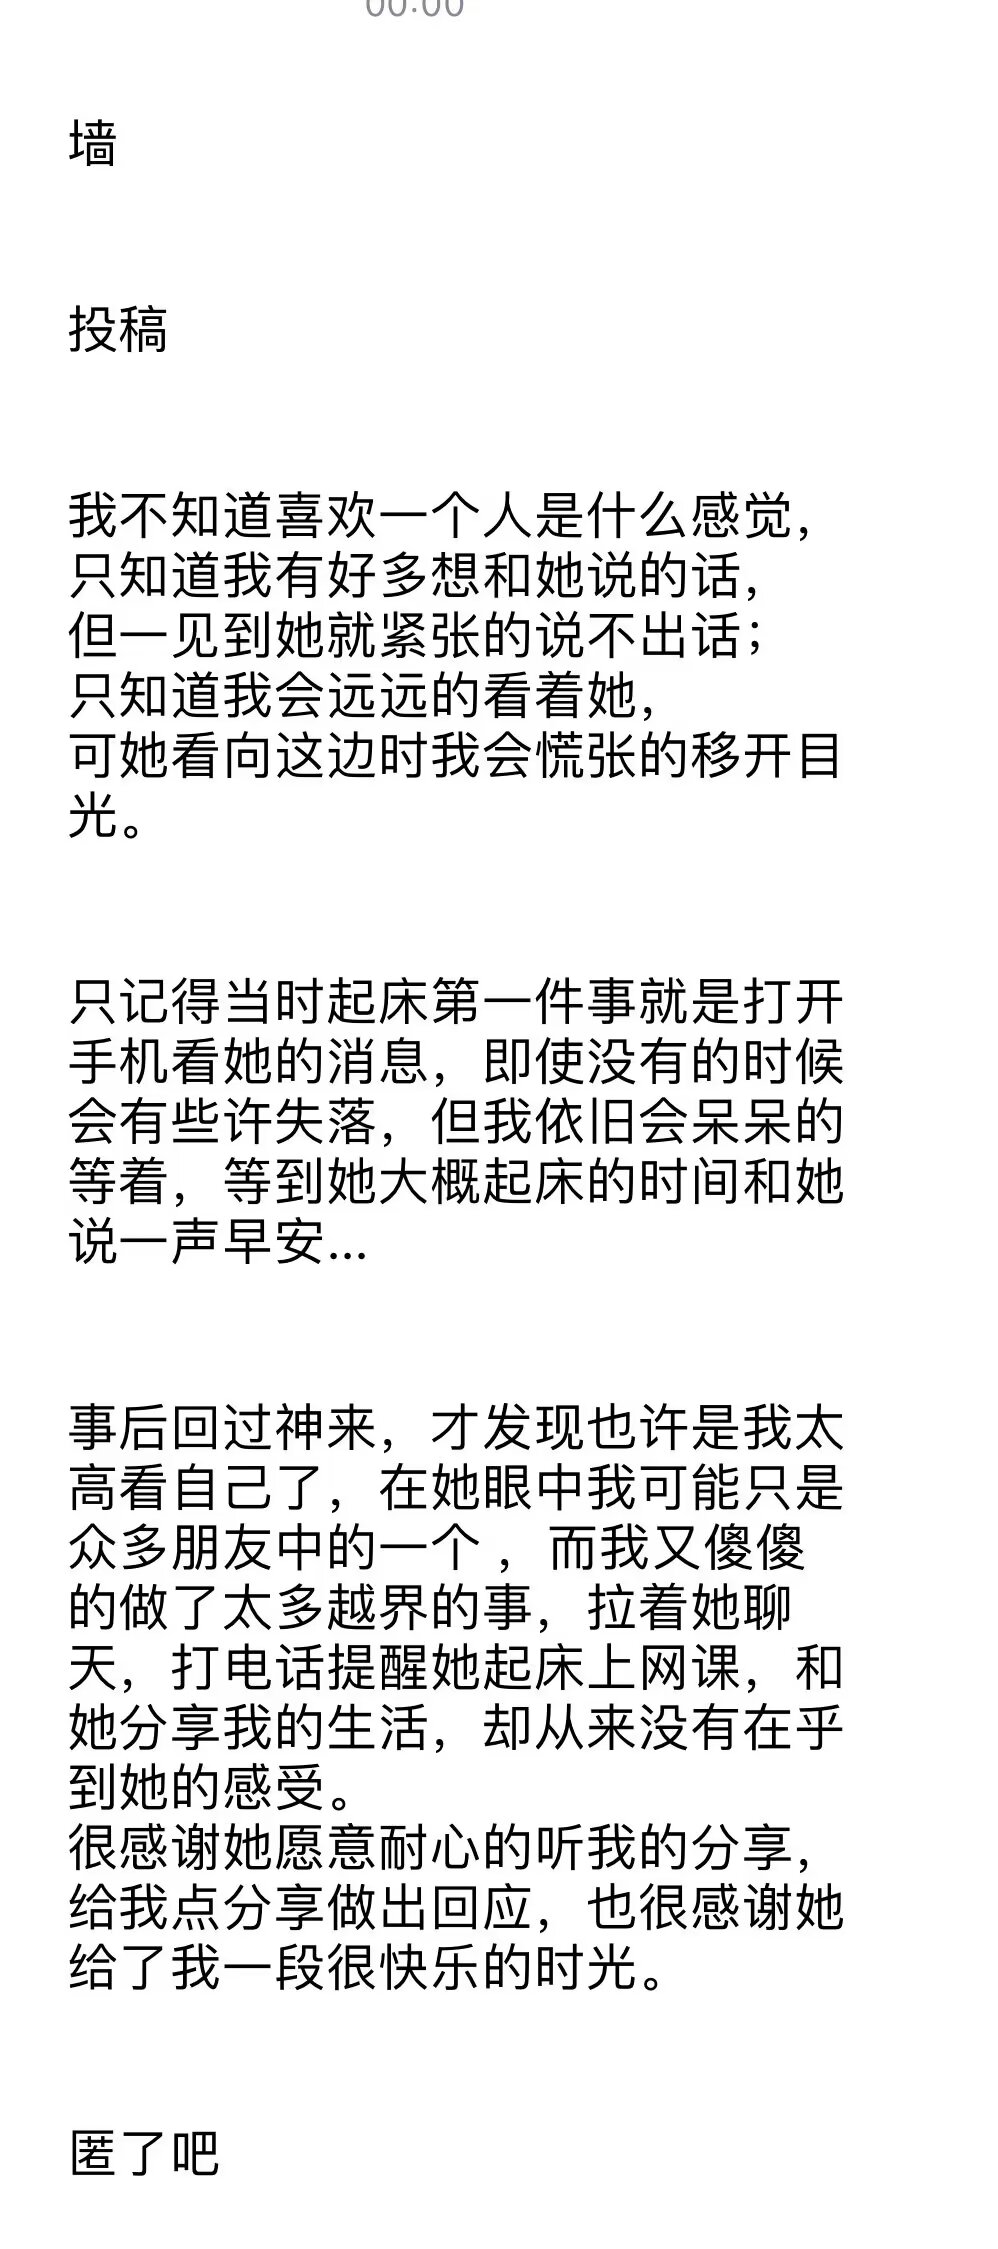 00:00
墙
投稿
我不知道喜欢一个人是什么感觉，
只知道我有好多想和她说的话，
但一见到她就紧张的说不出话；
只知道我会远远的看着她，
可她看向这边时我会慌张的移开目
光。
只记得当时起床第一件事就是打开
手机看她的消息，即使没有的时候
会有些许失落，但我依旧会呆呆的
等着，等到她大概起床的时间和她
说一声早安...
事后回过神来，才发现也许是我太
高看自己了，在她眼中我可能只是
众多朋友中的一个 ，而我又傻傻
的做了太多越界的事，拉着她聊
天，打电话提醒她起床上网课，和
她分享我的生活，却从来没有在乎
到她的感受。
很感谢她愿意耐心的听我的分享，
给我点分享做出回应，也很感谢她
给了我一段很快乐的时光。
匿了吧